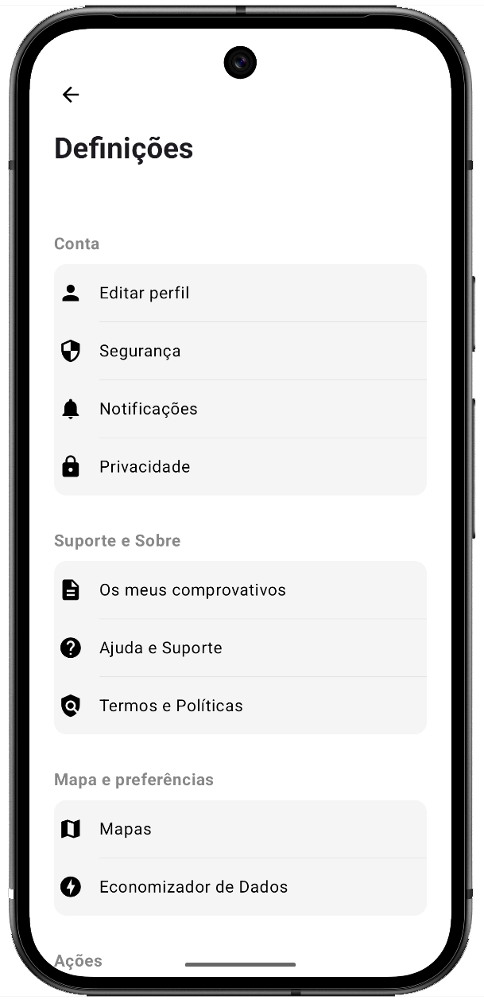 Definições
Conta
Editar perfil
Segurança
Notificações
Privacidade
Suporte e Sobre
Os meus comprovativos
Ajuda e Suporte
Termos e Políticas
Mapa e preferências
Mapas
Economizador de Dados
Ações